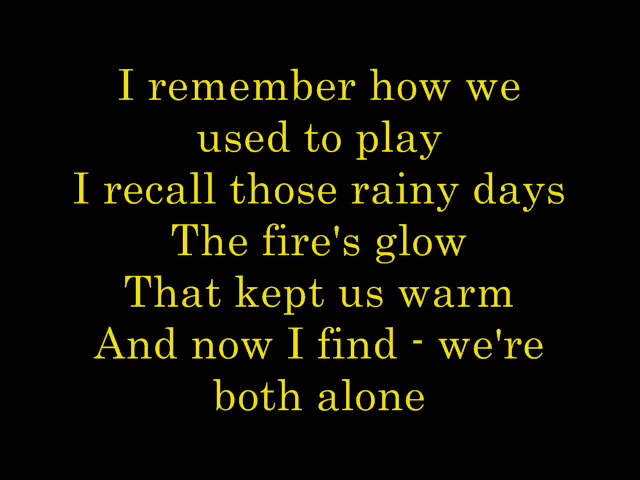 I remember how we
used to play
I recall those rainy days
The fire's glow
That kept us warm
And now I find - we're
both alone